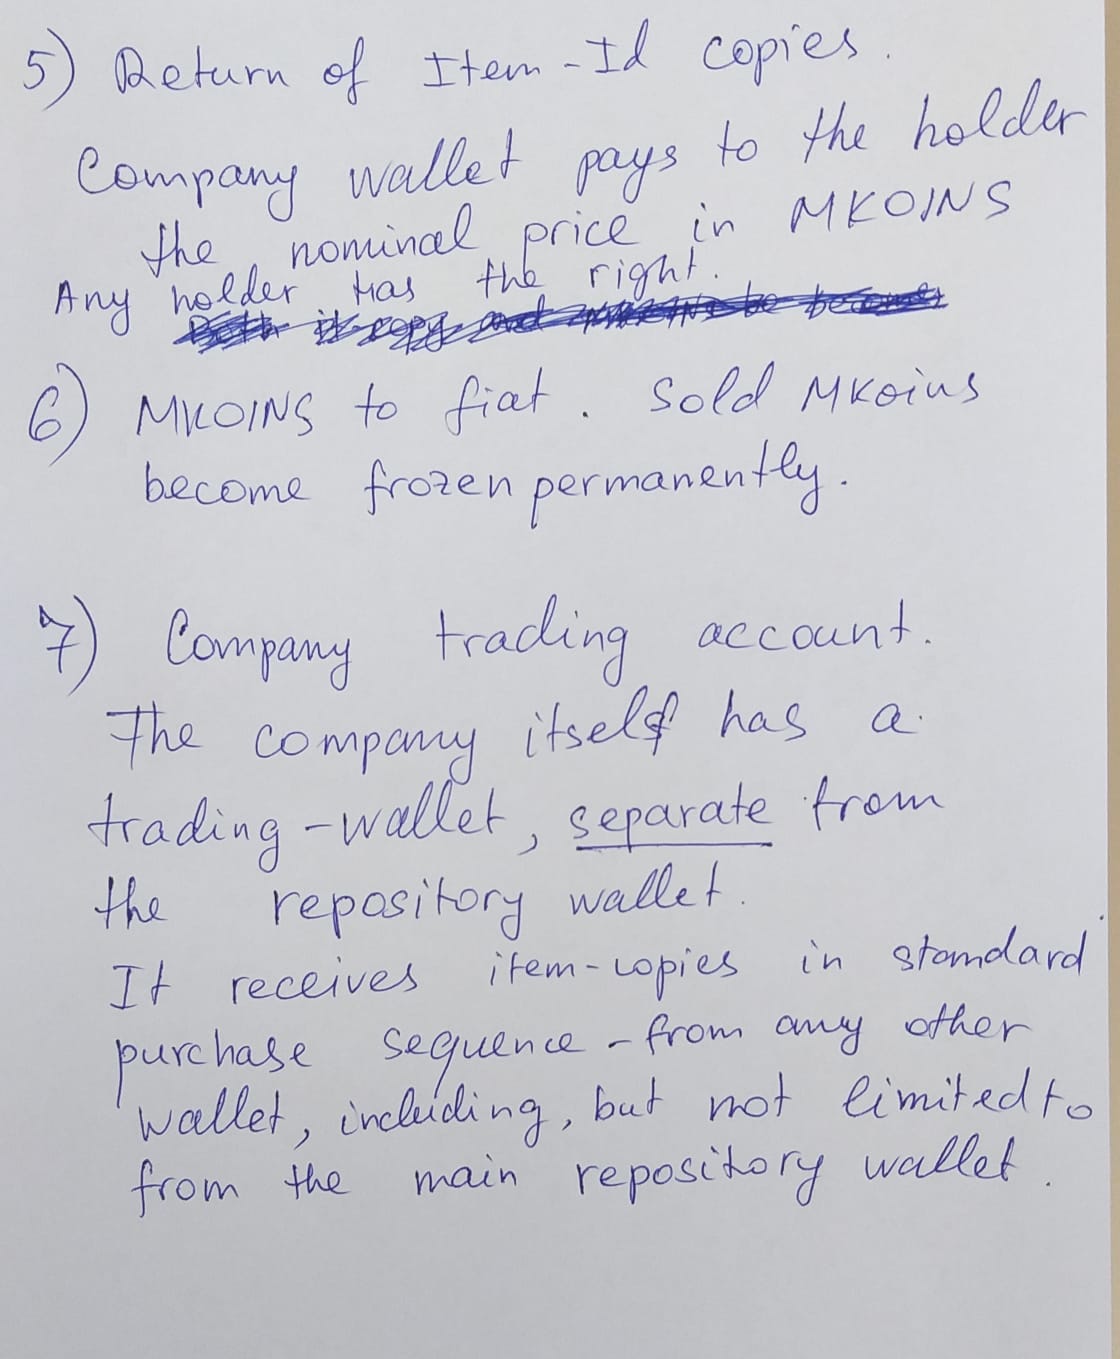 5) Return of Item-Id copies.
Company wallet pays to the holder
the nominal price in MKOINS
Any holder has the right.
6) MKOINS to fiat. Sold MKoins
become frozen permanently.
7) Company trading account.
The company itself has a
trading-wallet, separate from
the repository wallet.
It receives item-copies in standard
purchase sequence - from any other
wallet, including, but not limited to
from the main repository wallet.